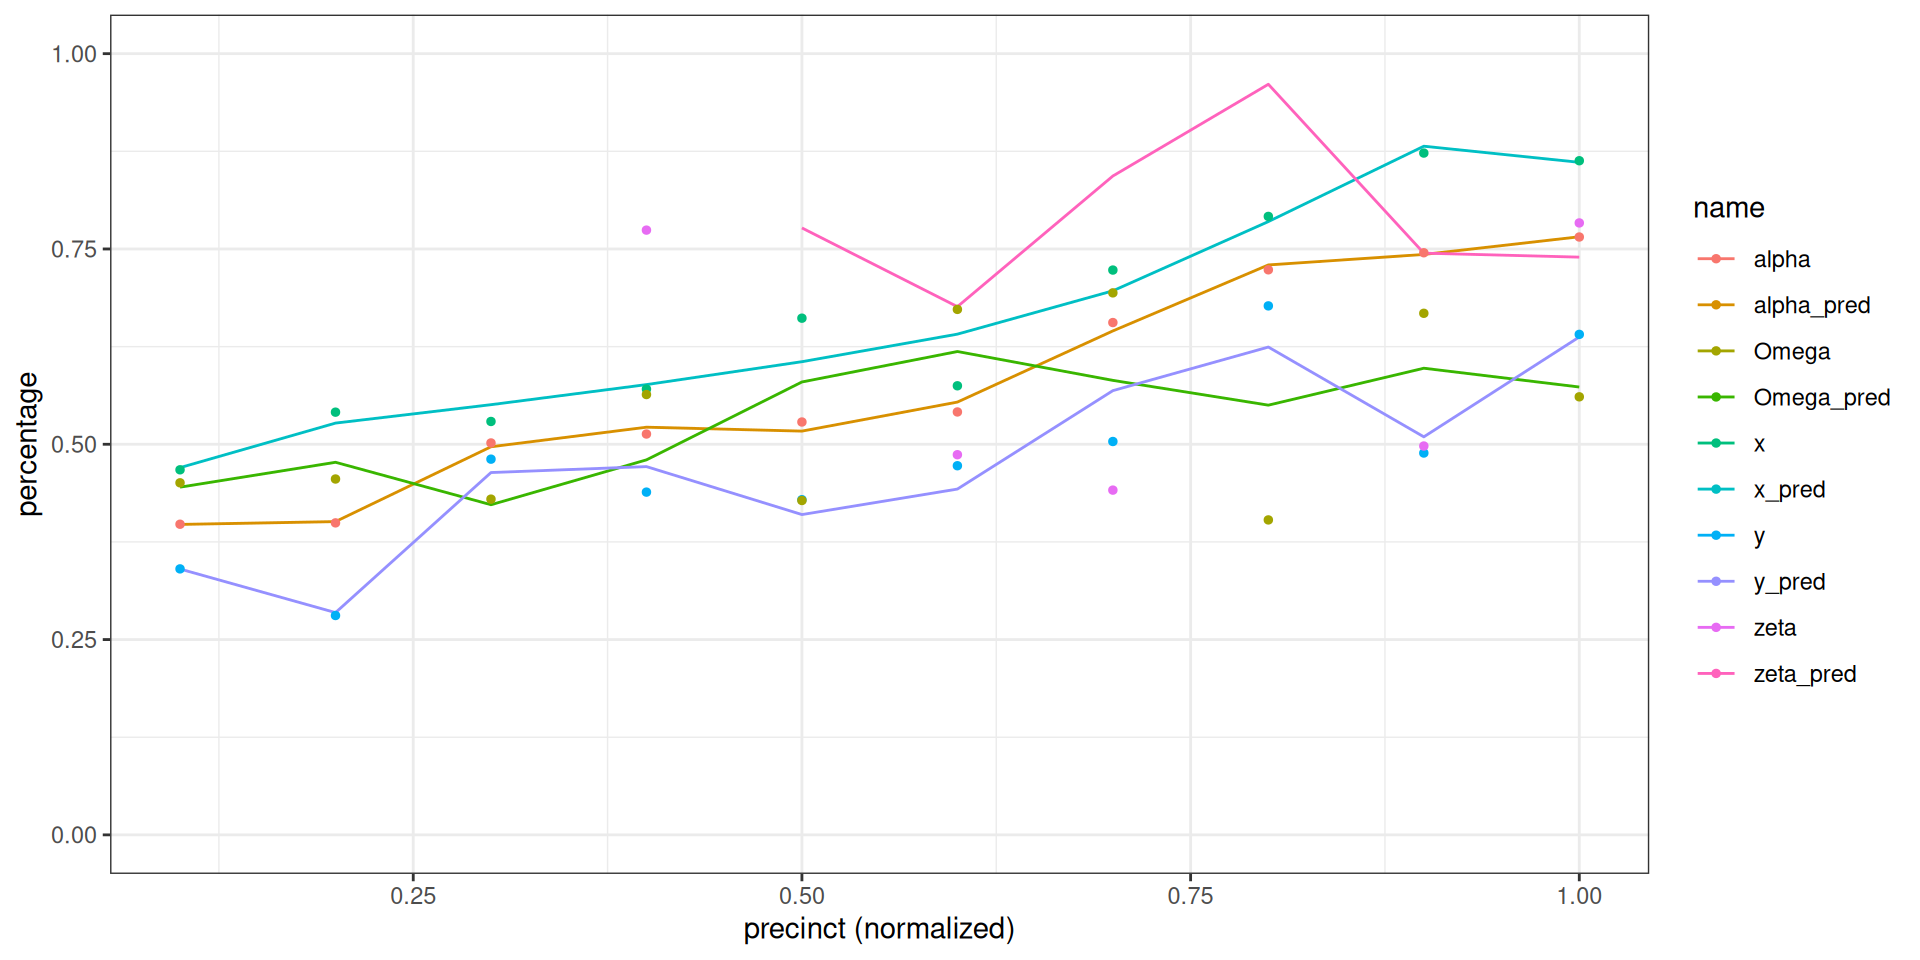 1.00
0.75
0.50
0.25
0.00
percentage
0.25 0.50 0.75 1.00
precinct (normalized)
name
alpha
alpha_pred
Omega
Omega_pred
x
x_pred
y
y_pred
zeta
zeta_pred